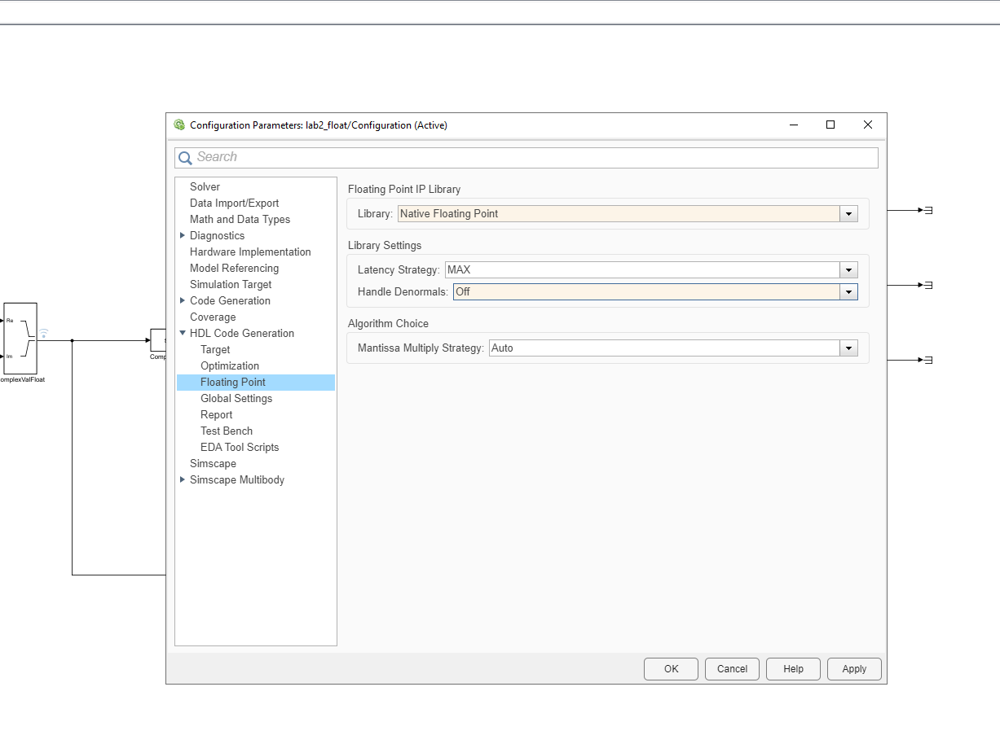 Configuration Parameters: lab2_float/Configuration (Active)
Search
Solver
Data Import/Export
Math and Data Types
Diagnostics
Hardware Implementation
Model Referencing
Simulation Target
Code Generation
Coverage
HDL Code Generation
Target
Optimization
Floating Point
Global Settings
Report
Test Bench
EDA Tool Scripts
Simscape
Simscape Multibody
Floating Point IP Library
Library: Native Floating Point
Library Settings
Latency Strategy: MAX
Handle Denormals: Off
Algorithm Choice
Mantissa Multiply Strategy: Auto
OK Cancel Help Apply
Re
Im
omplexValFloat
Comp